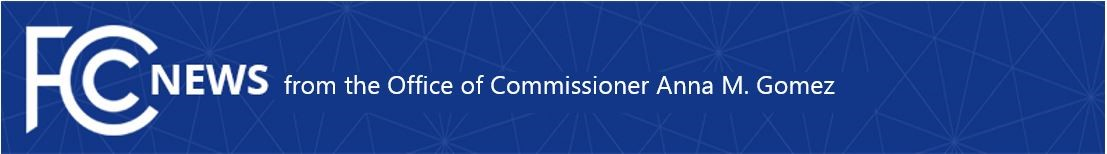 FCC NEWS from the Office of Commissioner Anna M. Gomez